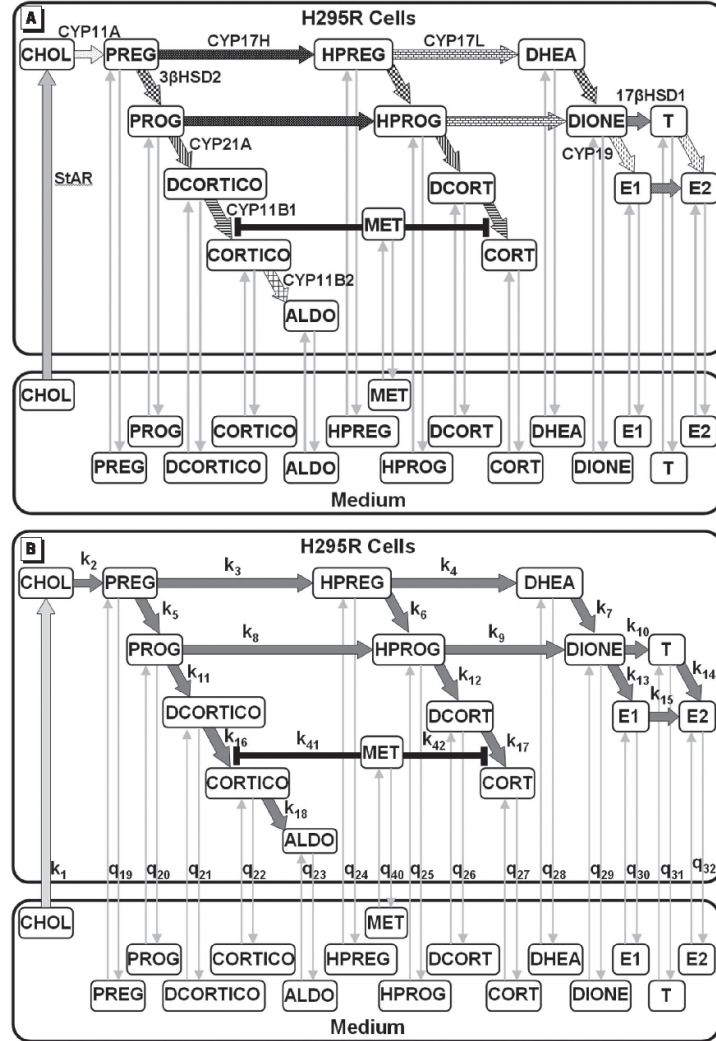 A
H295R Cells
CYP11A CYP17H CYP17L
CHOL PREG HPREG DHEA
3βHSD2 17βHSD1
PROG HPROG DIONE T
CYP21A CYP19
StAR DCORTICO DCORT E1 E2
CYP11B1 MET
CORTICO CORT
CYP11B2
ALDO
CHOL MET
PROG CORTICO HPREG DCORT DHEA E1 E2
PREG DCORTICO ALDO HPROG CORT DIONE T
Medium
B
H295R Cells
k2 k3 k4
CHOL PREG HPREG DHEA
k5 k6 k7
k8 k9 k10
PROG HPROG DIONE T
k11 k12 k13 k14
DCORTICO DCORT E1 k15 E2
k16 k41 MET k42 k17
CORTICO CORT
k18
ALDO
k1 q19 q20 q21 q22 q23 q24 q40 q25 q26 q27 q28 q29 q30 q31 q32
CHOL MET
PROG CORTICO HPREG DCORT DHEA E1 E2
PREG DCORTICO ALDO HPROG CORT DIONE T
Medium